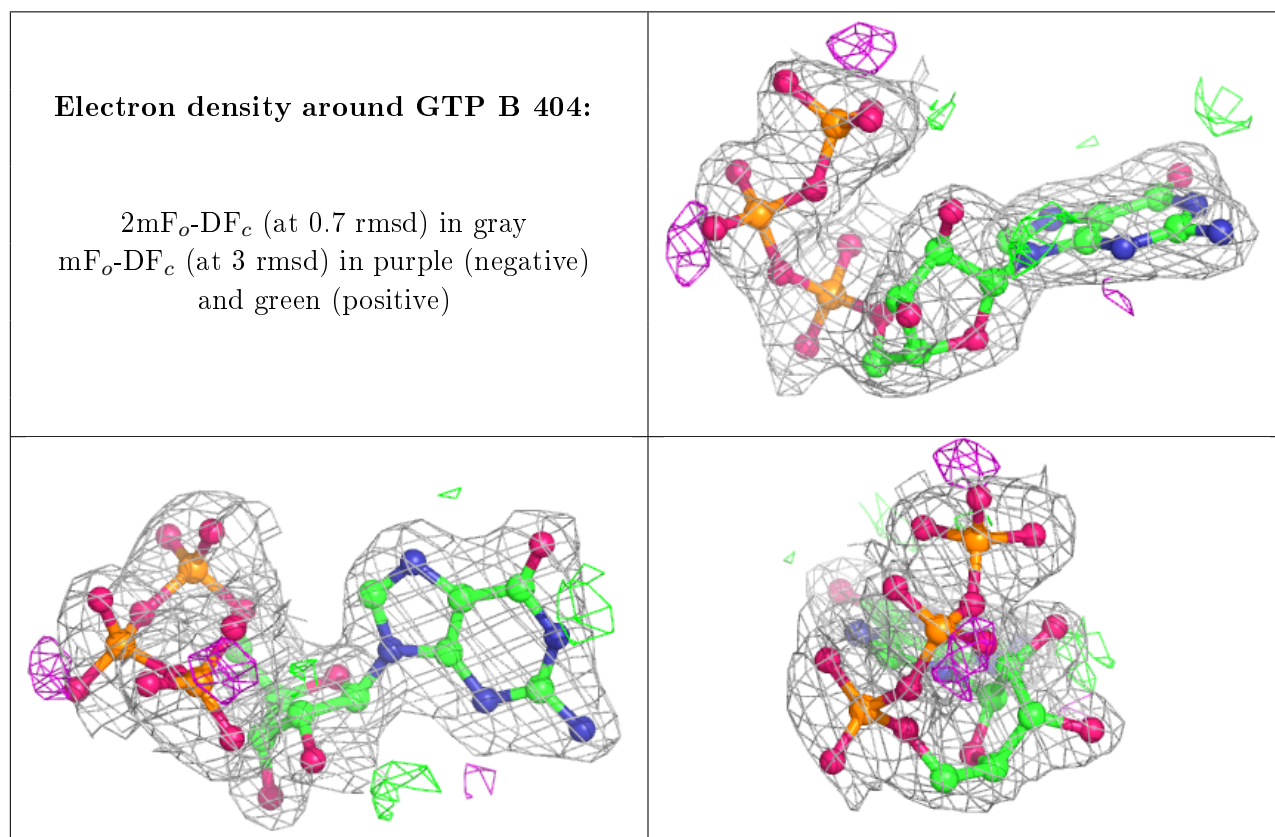 Electron density around GTP B 404:
2mFo-DFc (at 0.7 rmsd) in gray
mFo-DFc (at 3 rmsd) in purple (negative)
and green (positive)